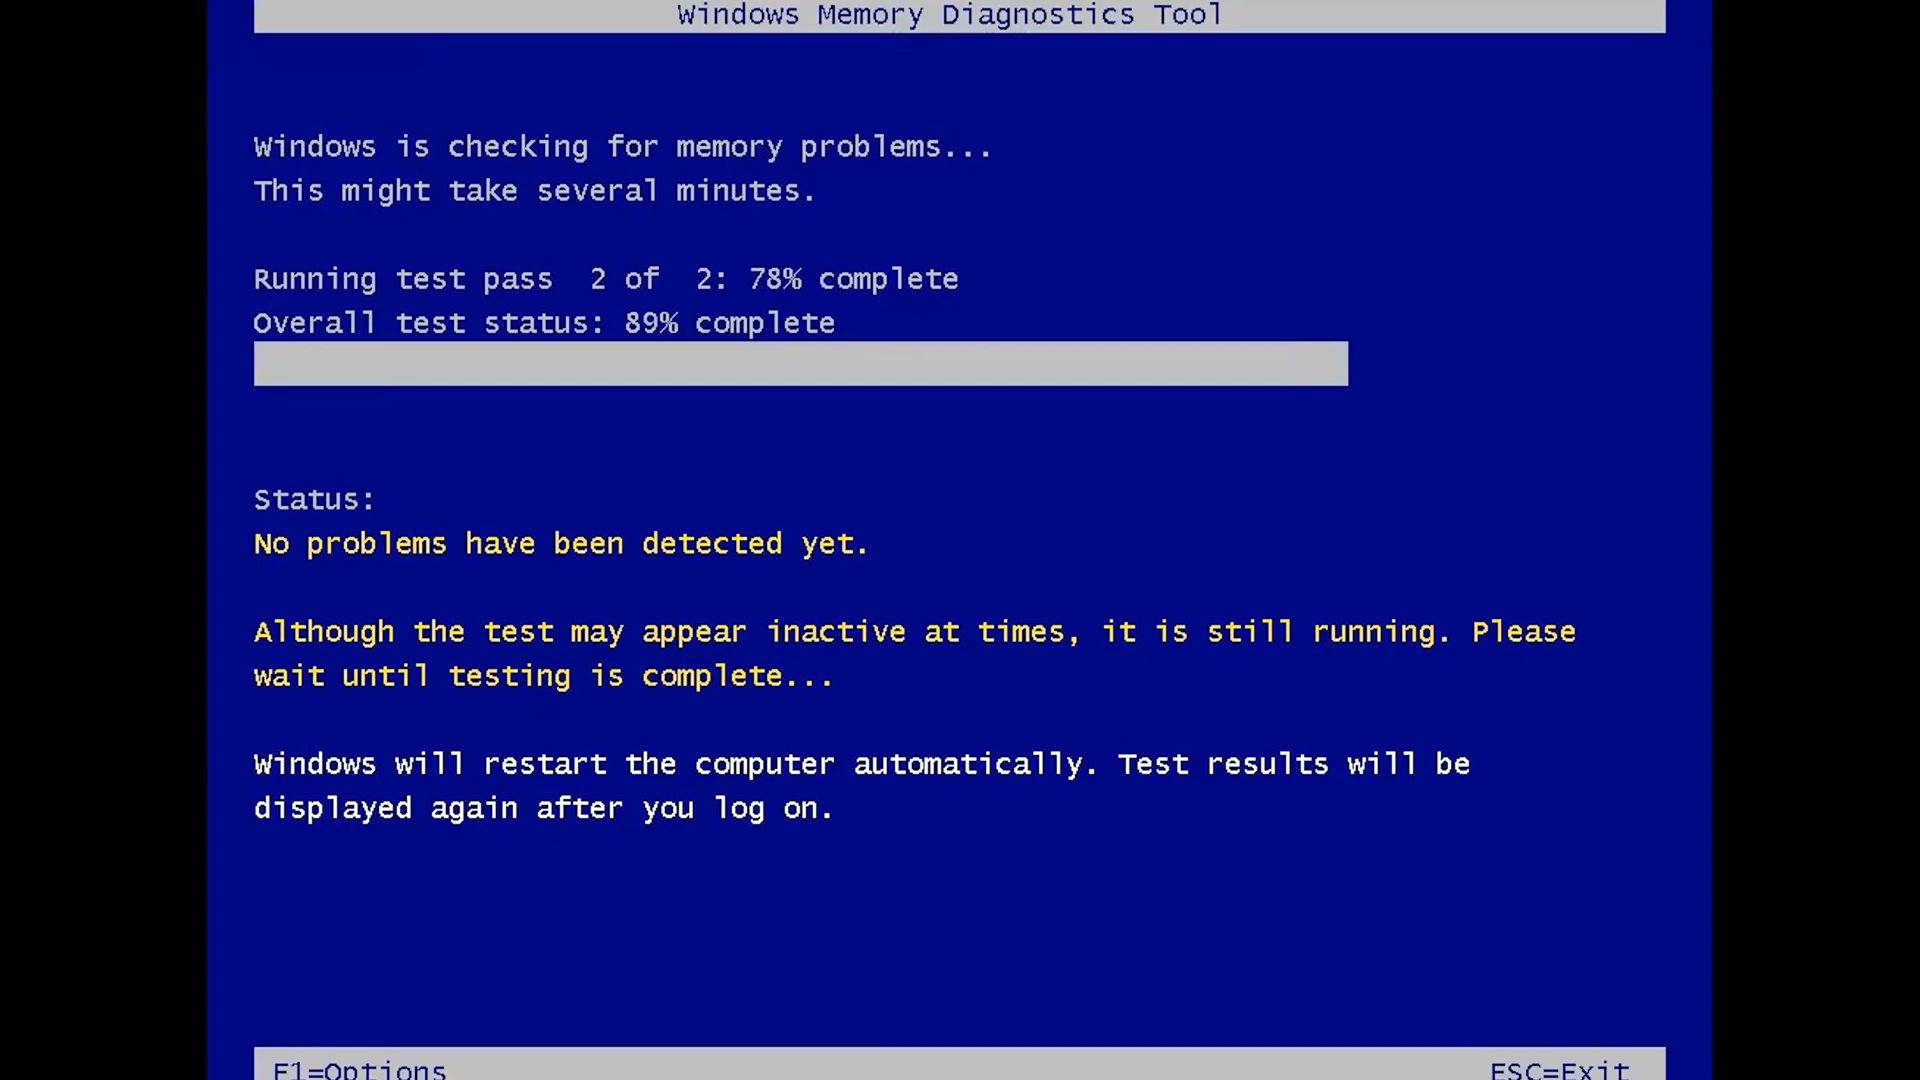 Windows Memory Diagnostics Tool
Windows is checking for memory problems...
This might take several minutes.
Running test pass  2 of  2: 78% complete
Overall test status: 89% complete
Status:
No problems have been detected yet.
Although the test may appear inactive at times, it is still running. Please
wait until testing is complete...
Windows will restart the computer automatically. Test results will be
displayed again after you log on.
F1=Options ESC=Exit